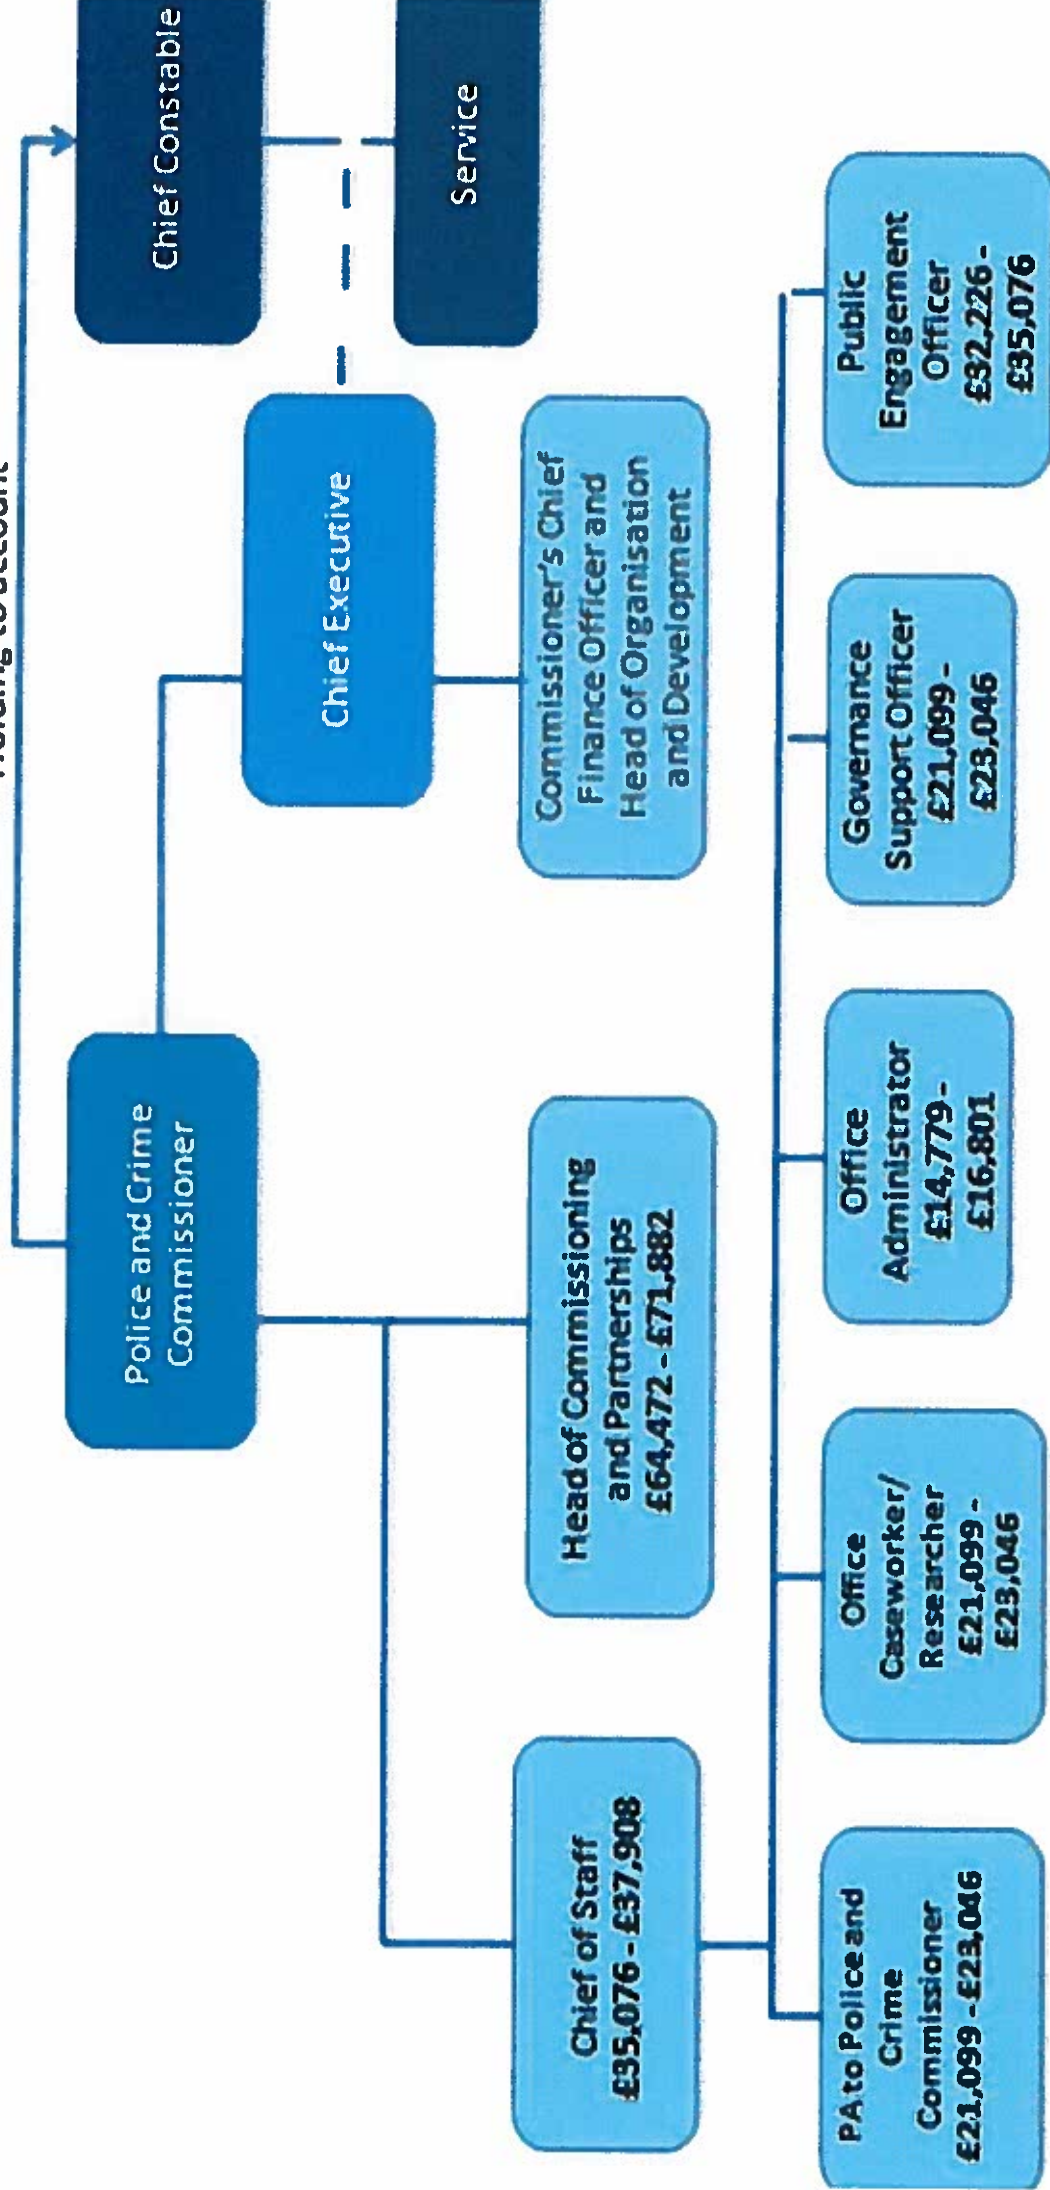 Holding to account
Police and Crime
Commissioner
Chief Constable
Chief Executive
Service
Commissioner's Chief
Finance Officer and
Head of Organisation
and Development
Head of Commissioning
and Partnerships
£64,472 - £71,882
Chief of Staff
£35,076 - £37,908
PA to Police and
Crime
Commissioner
£21,099 - £23,046
Office
Caseworker/
Researcher
£21,099 -
£23,046
Office
Administrator
£14,779 -
£16,801
Governance
Support Officer
£21,099 -
£23,046
Public
Engagement
Officer
£32,226 -
£35,076